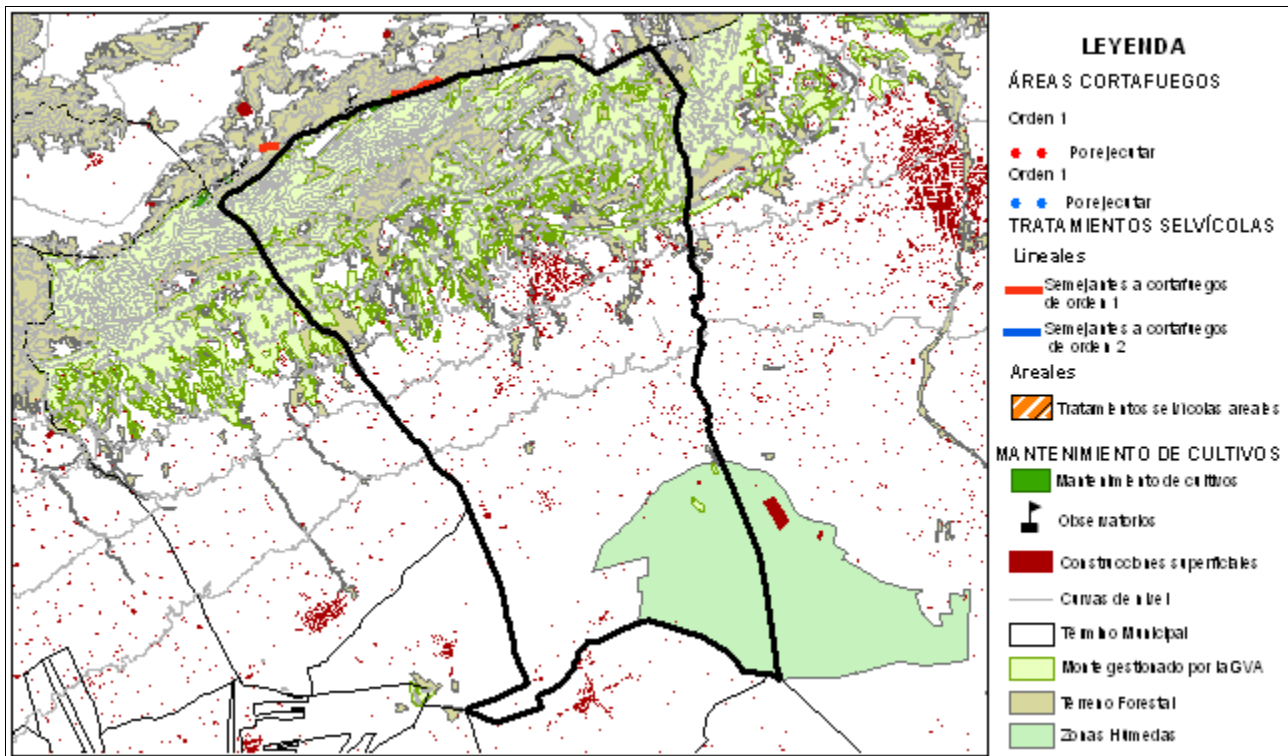 LEYENDA
ÁREAS CORTAFUEGOS
Orden 1
Por ejecutar
Orden 1
Por ejecutar
TRATAMIENTOS SELVÍCOLAS
Lineales
Semejantes a cortafuegos
de orden 1
Semejantes a cortafuegos
de orden 2
Areales
Tratamientos selvícolas areales
MANTENIMIENTO DE CULTIVOS
Mantenimiento de cultivos
Observatorios
Construcciones superficiales
Curvas de nivel
Término Municipal
Monte gestionado por la GVA
Terreno Forestal
Zonas Húmedas